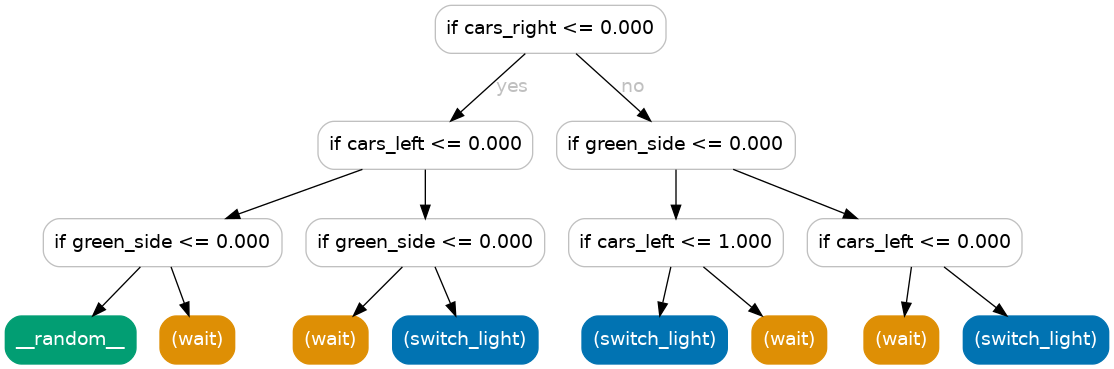 if cars_right <= 0.000
yes
no
if cars_left <= 0.000
if green_side <= 0.000
if green_side <= 0.000
if green_side <= 0.000
if cars_left <= 1.000
if cars_left <= 0.000
__random__
(wait)
(wait)
(switch_light)
(switch_light)
(wait)
(wait)
(switch_light)